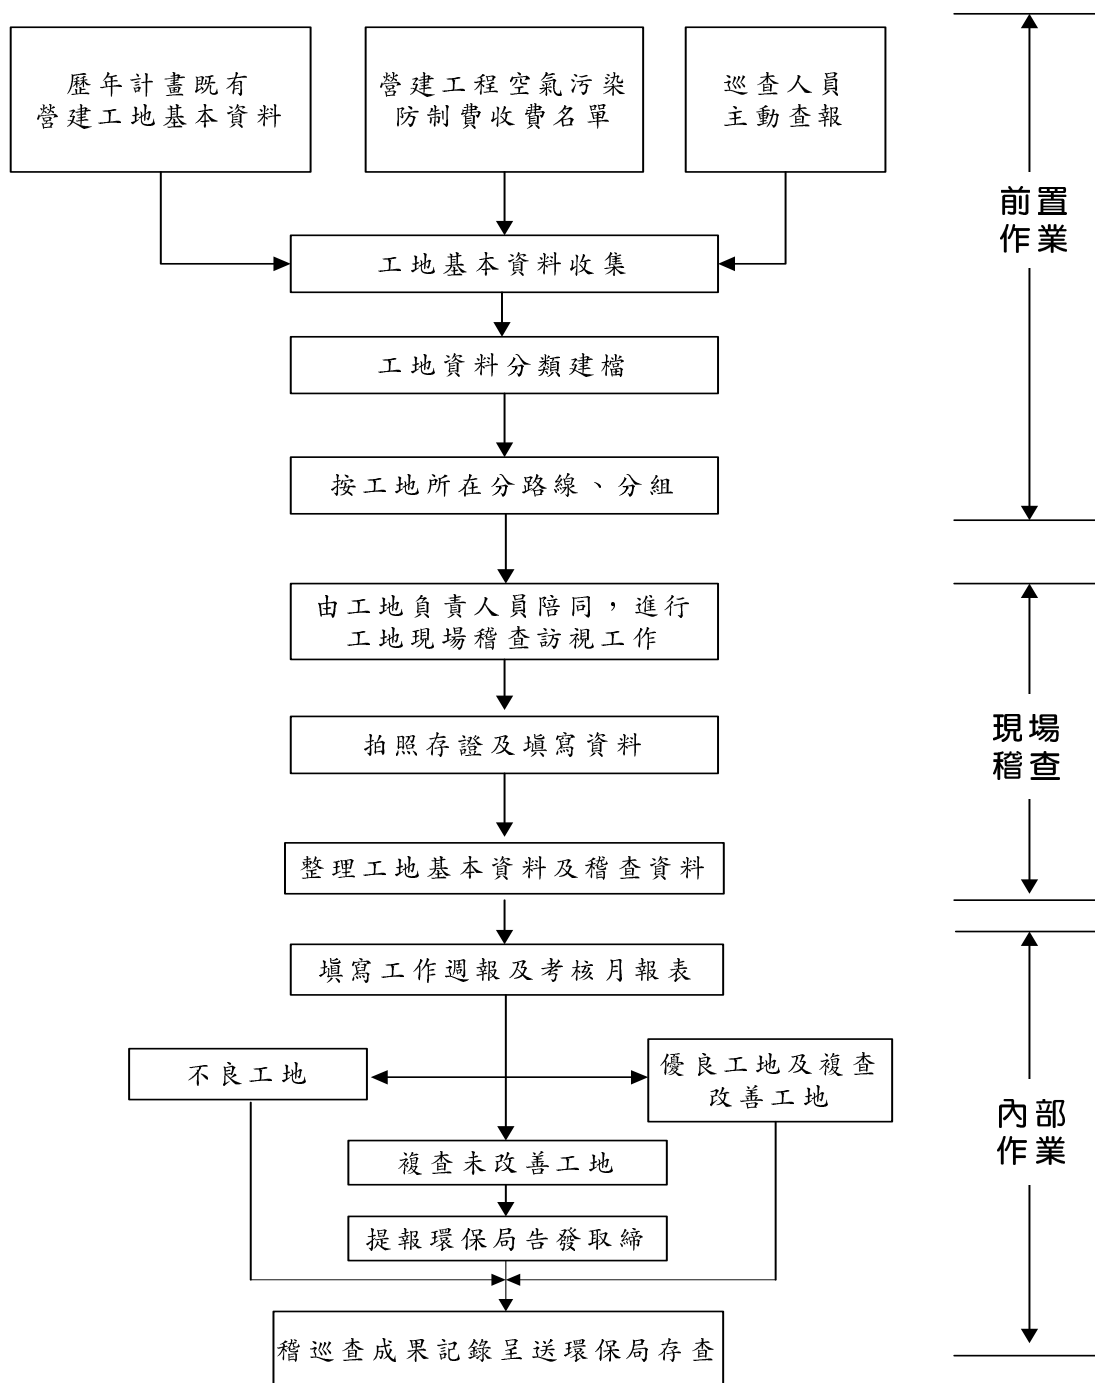 歷年計畫既有
營建工地基本資料
營建工程空氣污染
防制費收費名單
巡查人員
主動查報
前置
作業
工地基本資料收集
工地資料分類建檔
按工地所在分路線、分組
由工地負責人員陪同，進行
工地現場稽查訪視工作
拍照存證及填寫資料
現場
稽查
整理工地基本資料及稽查資料
填寫工作週報及考核月報表
不良工地
優良工地及複查
改善工地
內部
作業
複查未改善工地
提報環保局告發取締
稽巡查成果記錄呈送環保局存查